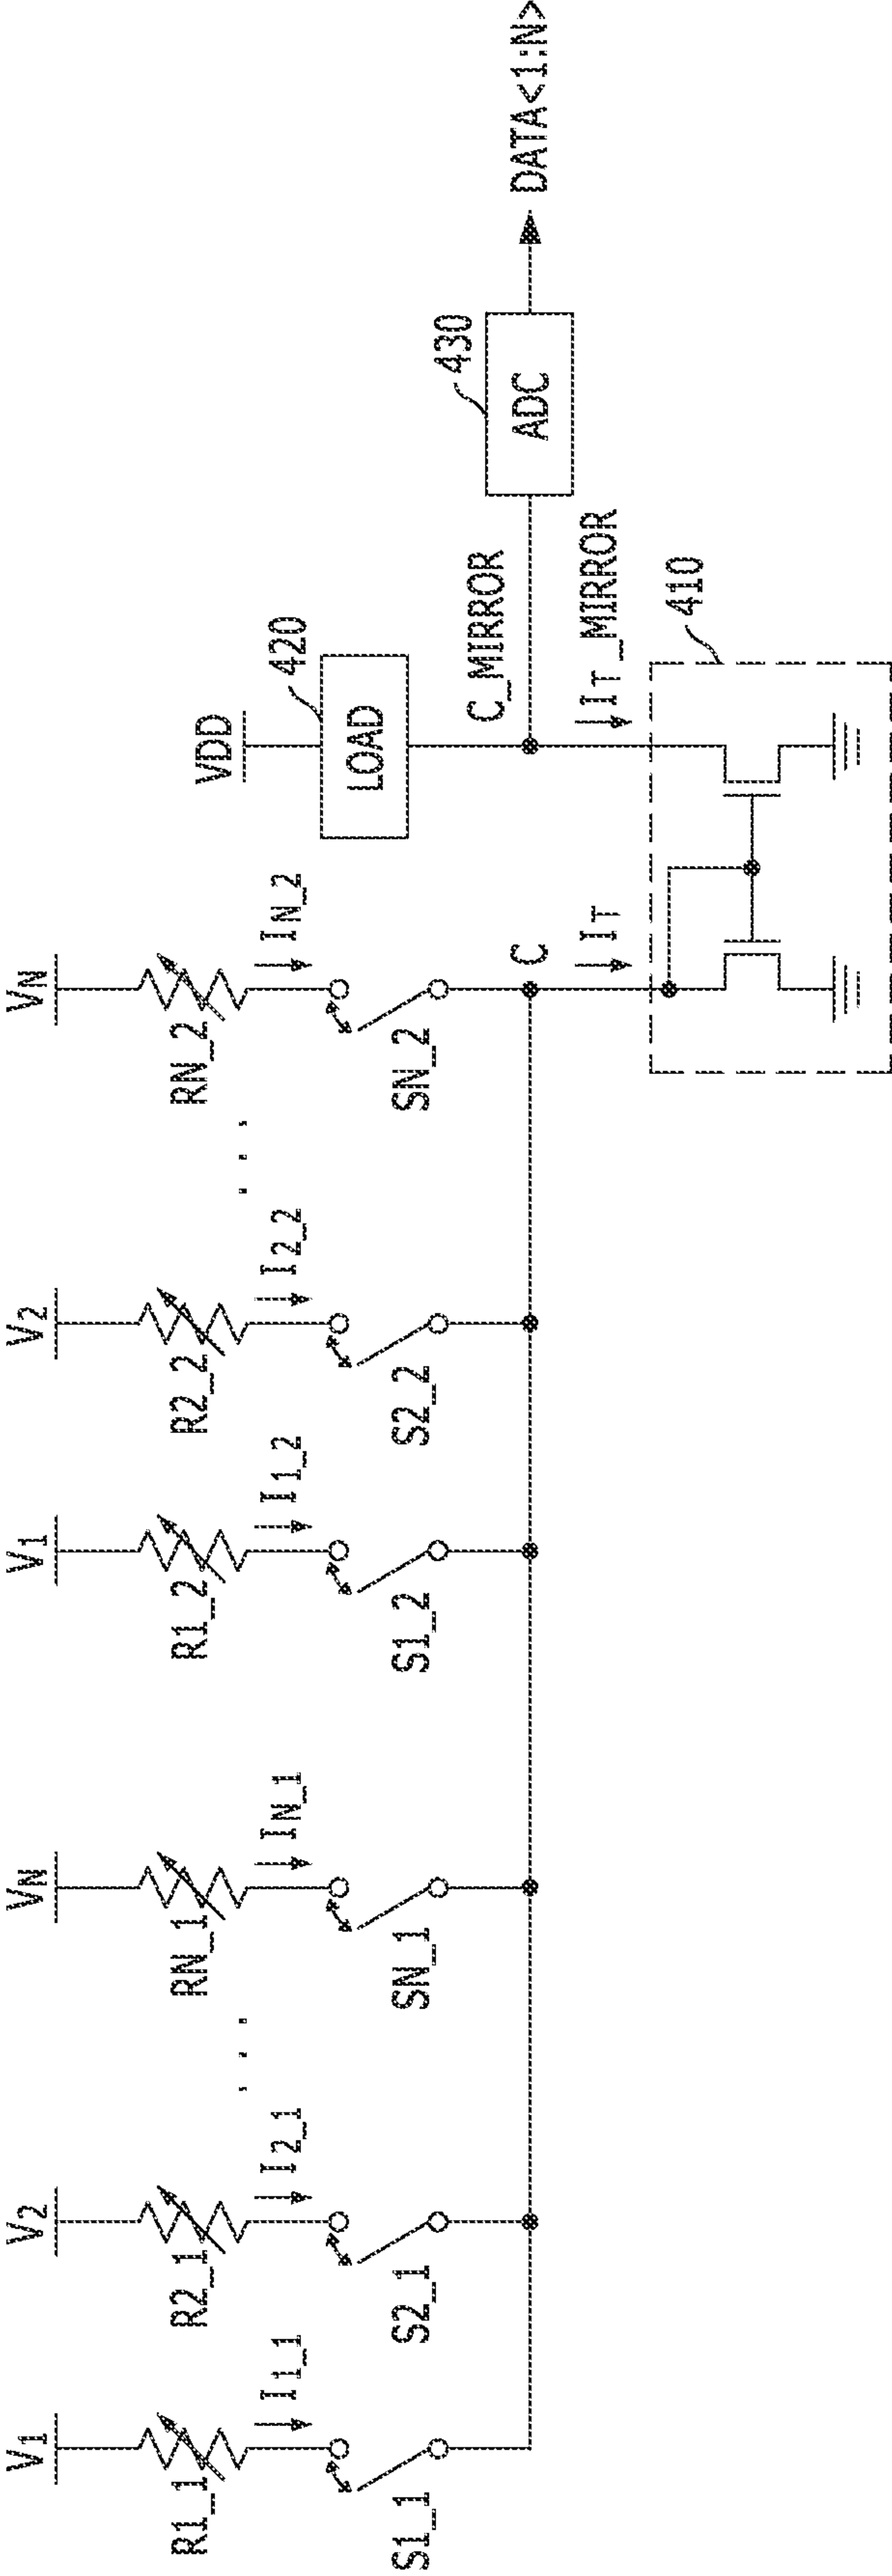 V1 V2 VN V1 V2 VN
R1_1 R2_1 RN_1 R1_2 R2_2 RN_2
I1_1 I2_1 IN_1 I1_2 I2_2 IN_2
. . . . . .
S1_1 S2_1 SN_1 S1_2 S2_2 SN_2
VDD
420
LOAD
C
C_MIRROR
430
ADC
DATA<1:N>
IT
IT_MIRROR
410